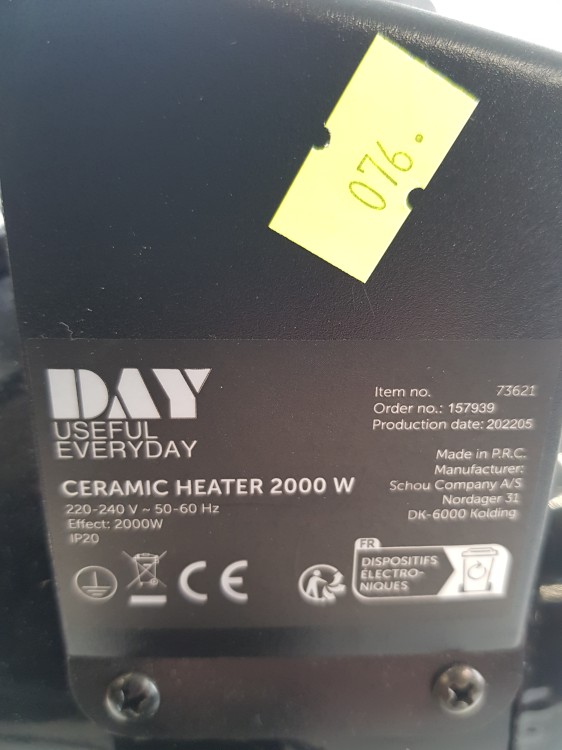 076.
DAY
USEFUL
EVERYDAY
CERAMIC HEATER 2000 W
220-240 V ~ 50-60 Hz
Effect: 2000W
IP20
CE
Item no. 73621
Order no.: 157939
Production date: 202205
Made in P.R.C.
Manufacturer:
Schou Company A/S
Nordager 31
DK-6000 Kolding
FR
DISPOSITIFS
ÉLECTRO-
NIQUES